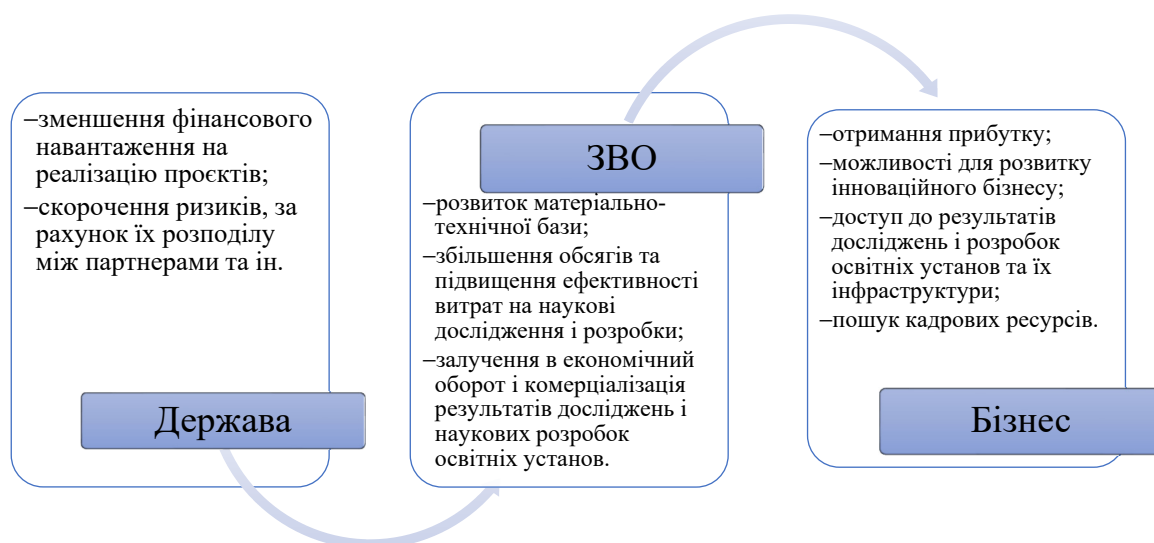 –зменшення фінансового
навантаження на
реалізацію проєктів;
–скорочення ризиків, за
рахунок їх розподілу
між партнерами та ін.
Держава
ЗВО
–розвиток матеріально-
технічної бази;
–збільшення обсягів та
підвищення ефективності
витрат на наукові
дослідження і розробки;
–залучення в економічний
оборот і комерціалізація
результатів досліджень і
наукових розробок
освітніх установ.
–отримання прибутку;
–можливості для розвитку
інноваційного бізнесу;
–доступ до результатів
досліджень і розробок
освітніх установ та їх
інфраструктури;
–пошук кадрових ресурсів.
Бізнес